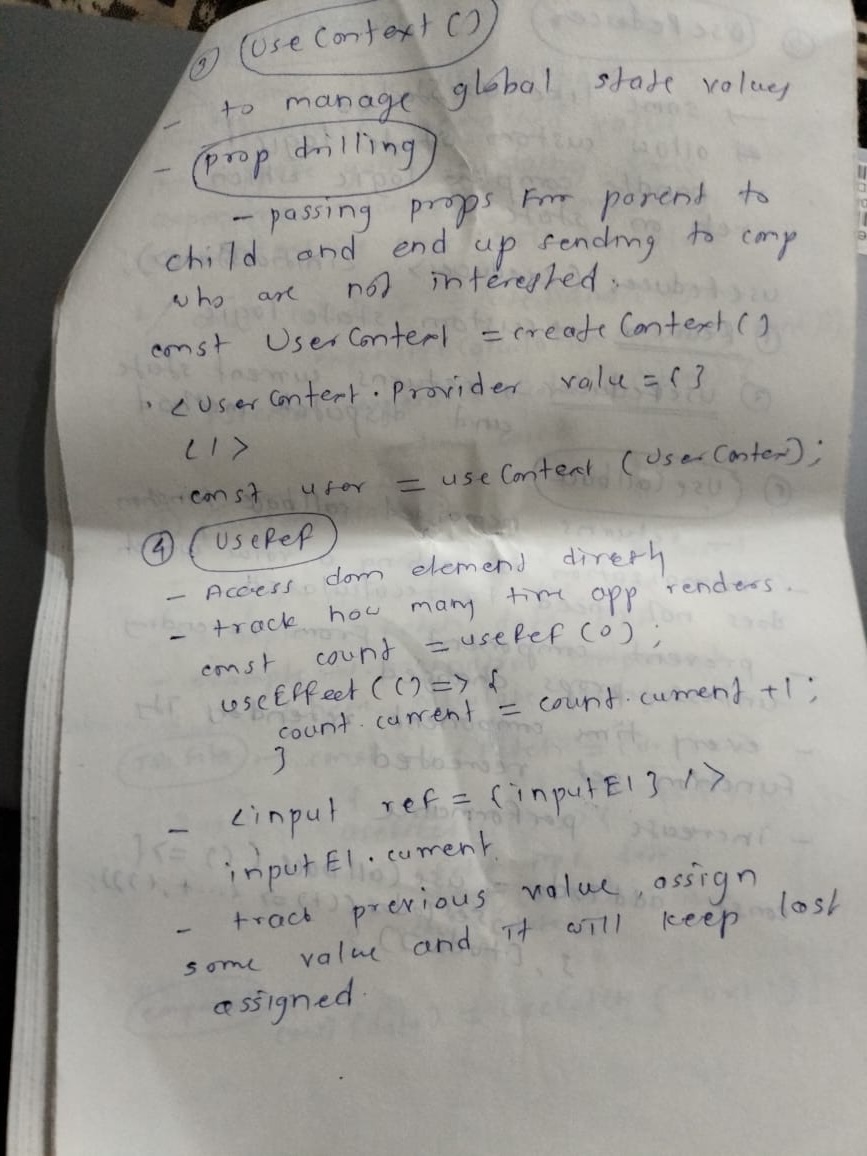 3) Use Context ()
- to manage global state values
- prop drilling
- passing props from parent to
child and end up sending to comp
who are not interested.
const UserContext = createContext()
<UserContext.Provider value={}
</>
const user = useContext (UserContex);
4) UseRef
- Access dom element directly
- track how many time app renders.
const count = useRef(0);
useEffect(()=> {
count.current = count.current +1;
}
- <input ref={inputEl} />
inputEl.current.
- track previous value, assign
some value and it will keep last
assigned.